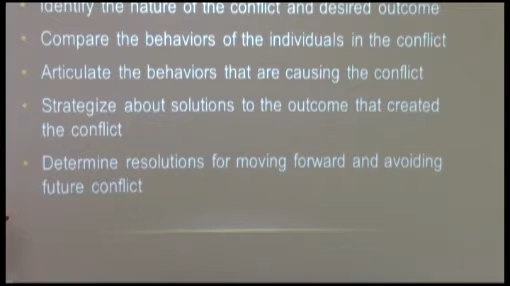 Identify the nature of the conflict and desired outcome
• Compare the behaviors of the individuals in the conflict
• Articulate the behaviors that are causing the conflict
• Strategize about solutions to the outcome that created
the conflict
• Determine resolutions for moving forward and avoiding
future conflict